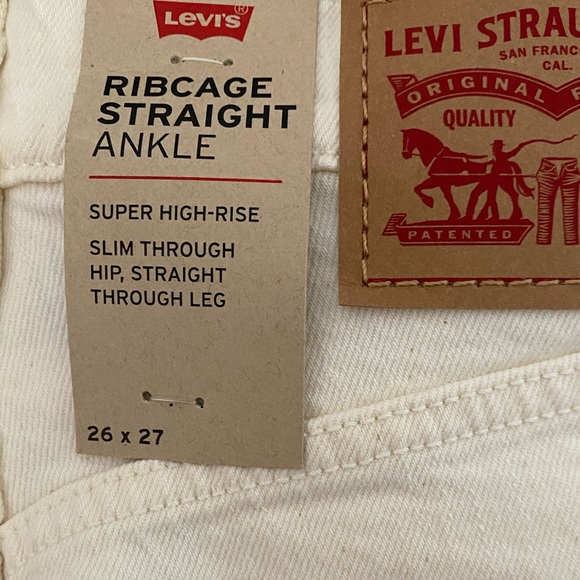 LEVI'S®
RIBCAGE
STRAIGHT
ANKLE
SUPER HIGH-RISE
SLIM THROUGH
HIP, STRAIGHT
THROUGH LEG
26 x 27
LEVI STRAU
SAN FRANC
CAL.
ORIGINAL
QUALITY
PATENTED